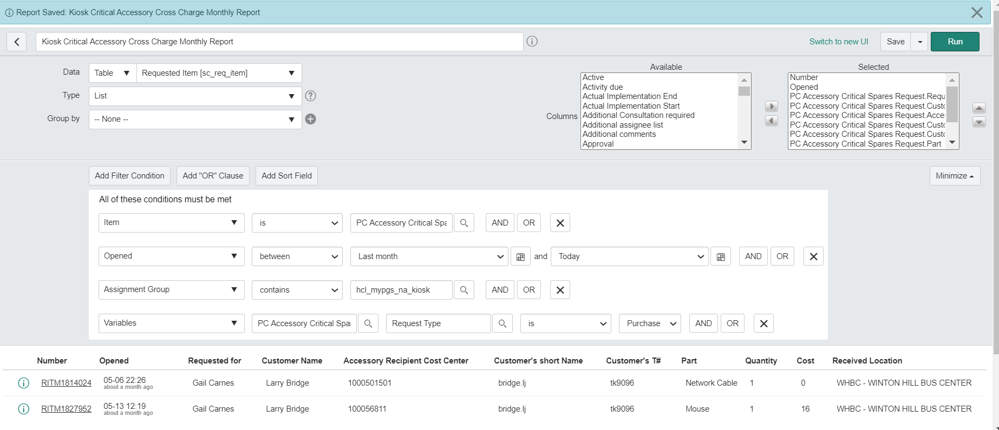 Report Saved: Kiosk Critical Accessory Cross Charge Monthly Report
Kiosk Critical Accessory Cross Charge Monthly Report
Switch to new UI Save Run
Data Table Requested Item [sc_req_item]
Type List
Group by -- None --
Columns
Available
Active
Activity due
Actual Implementation End
Actual Implementation Start
Additional Consultation required
Additional assignee list
Additional comments
Approval
Selected
Number
Opened
PC Accessory Critical Spares Request.Requ
PC Accessory Critical Spares Request.Custo
PC Accessory Critical Spares Request.Acce
PC Accessory Critical Spares Request.Custo
PC Accessory Critical Spares Request.Custo
PC Accessory Critical Spares Request.Part
Add Filter Condition Add "OR" Clause Add Sort Field Minimize
All of these conditions must be met
Item is PC Accessory Critical Spa AND OR
Opened between Last month and Today AND OR
Assignment Group contains hcl_mypgs_na_kiosk AND OR
Variables PC Accessory Critical Spar Request Type is Purchase AND OR
Number Opened Requested for Customer Name Accessory Recipient Cost Center Customer's short Name Customer's T# Part Quantity Cost Received Location
RITM1814024 05-06 22:26 Gail Carnes Larry Bridge 1000501501 bridge.lj tk9096 Network Cable 1 0 WHBC - WINTON HILL BUS CENTER
about a month ago
RITM1827952 05-13 12:19 Gail Carnes Larry Bridge 100056811 bridge.lj tk9096 Mouse 1 16 WHBC - WINTON HILL BUS CENTER
about a month ago